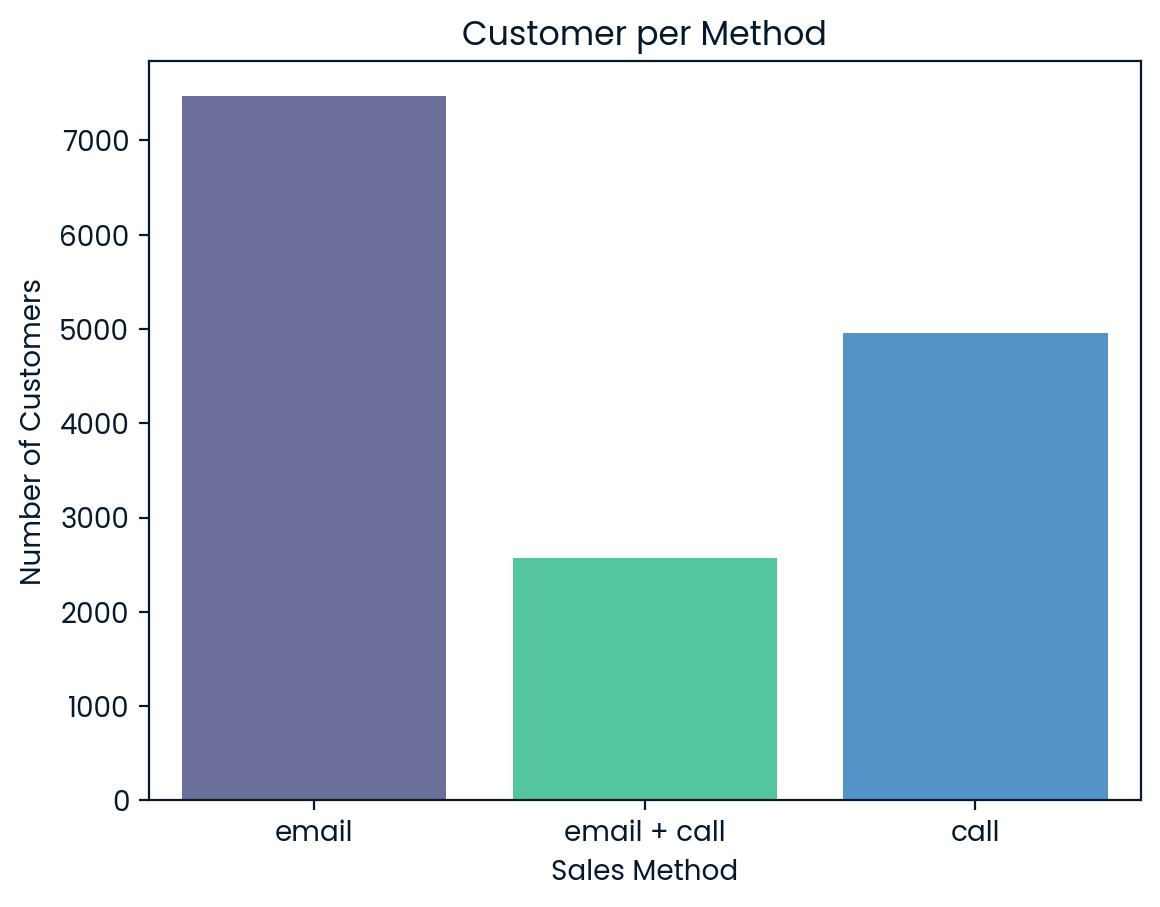 Customer per Method
Number of Customers
7000
6000
5000
4000
3000
2000
1000
0
email
email + call
call
Sales Method